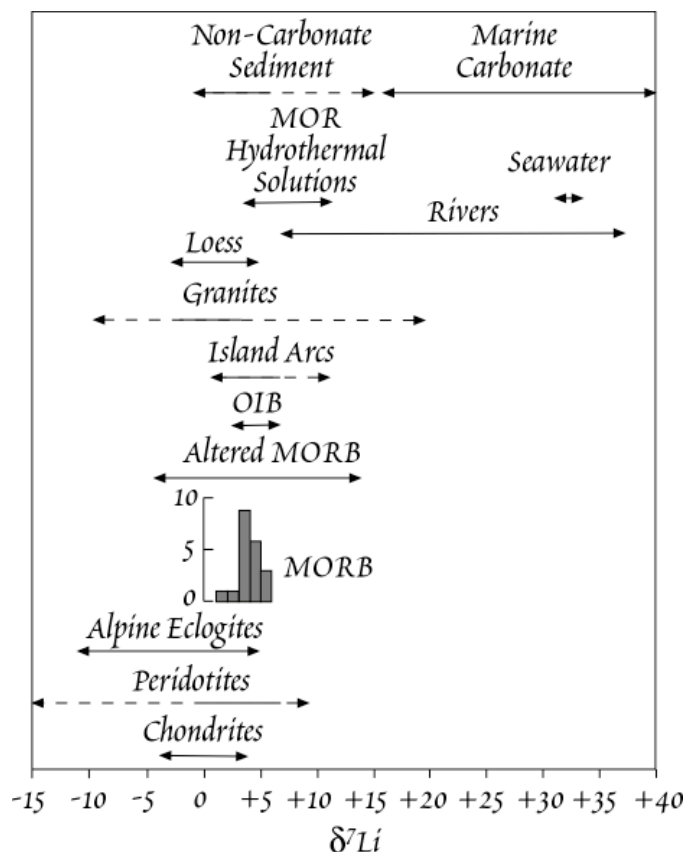 Non-Carbonate
Sediment
Marine
Carbonate
MOR
Hydrothermal
Solutions
Seawater
Rivers
Loess
Granites
Island Arcs
OIB
Altered MORB
10
5
0
MORB
Alpine Eclogites
Peridotites
Chondrites
-15 -10 -5 0 +5 +10 +15 +20 +25 +30 +35 +40
δ⁷Li